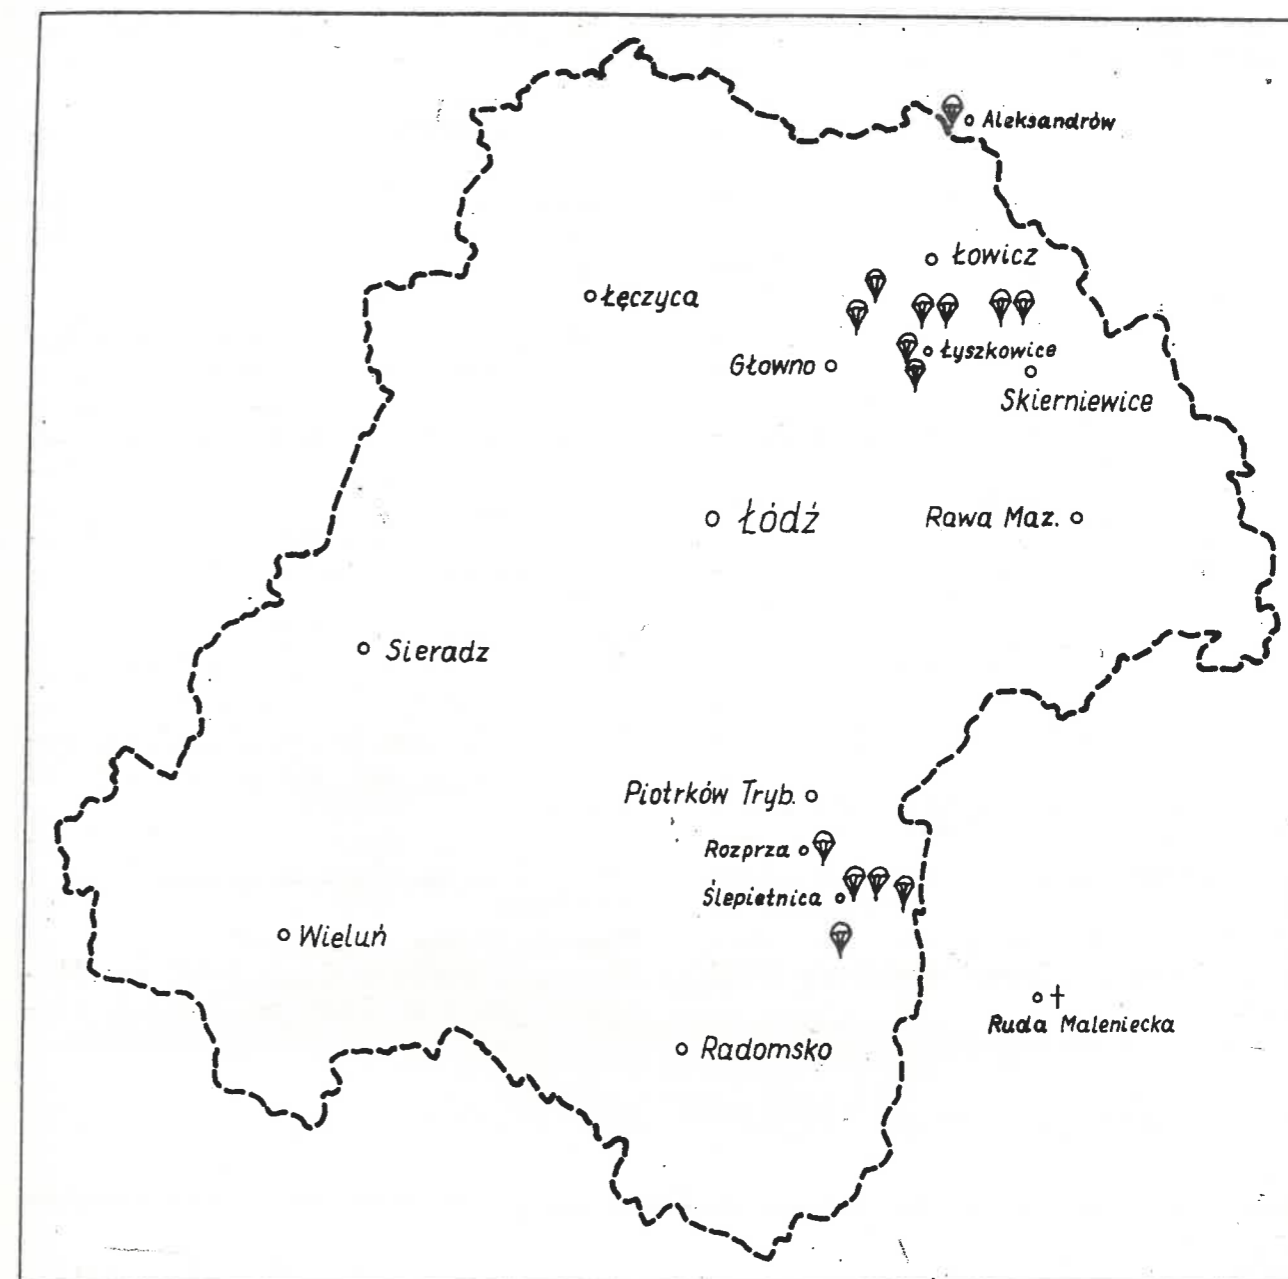 Aleksandrów
Łowicz
Łęczyca
Łyszkowice
Głowno
Skierniewice
Łódź
Rawa Maz.
Sieradz
Piotrków Tryb.
Rozprza
Ślepietnica
Wieluń
Ruda Maleniecka
Radomsko